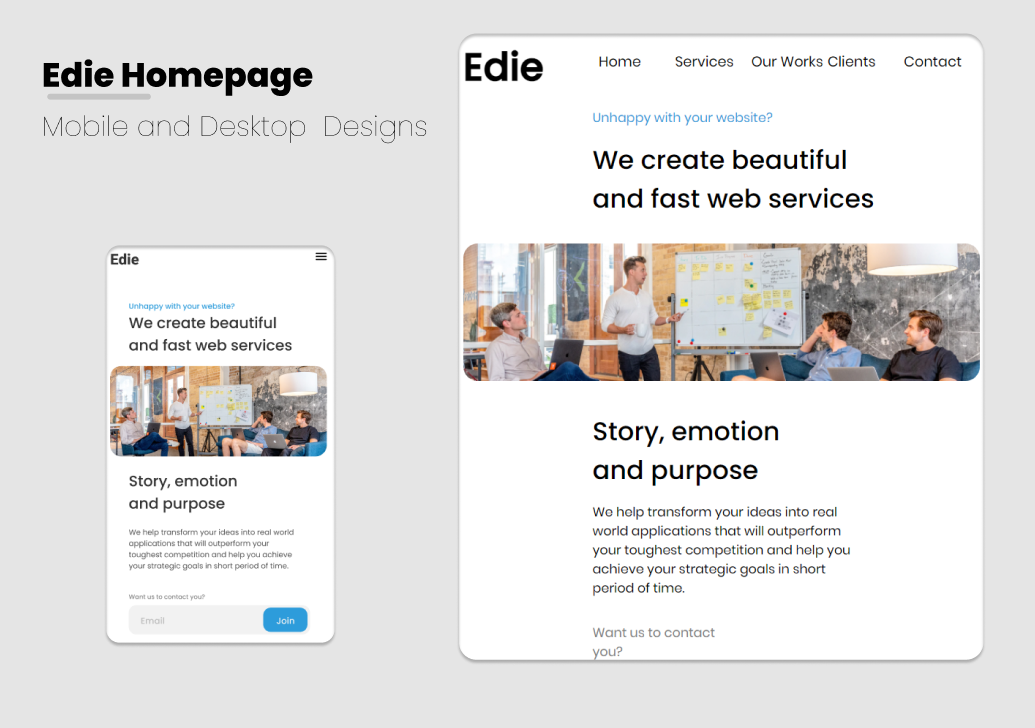 Edie Homepage
Mobile and Desktop Designs
Edie
Unhappy with your website?
We create beautiful
and fast web services
Story, emotion
and purpose
We help transform your ideas into real world
applications that will outperform your
toughest competition and help you achieve
your strategic goals in short period of time.
Want us to contact you?
Email
Join
Edie
Home Services Our Works Clients Contact
Unhappy with your website?
We create beautiful
and fast web services
Story, emotion
and purpose
We help transform your ideas into real
world applications that will outperform
your toughest competition and help you
achieve your strategic goals in short
period of time.
Want us to contact
you?